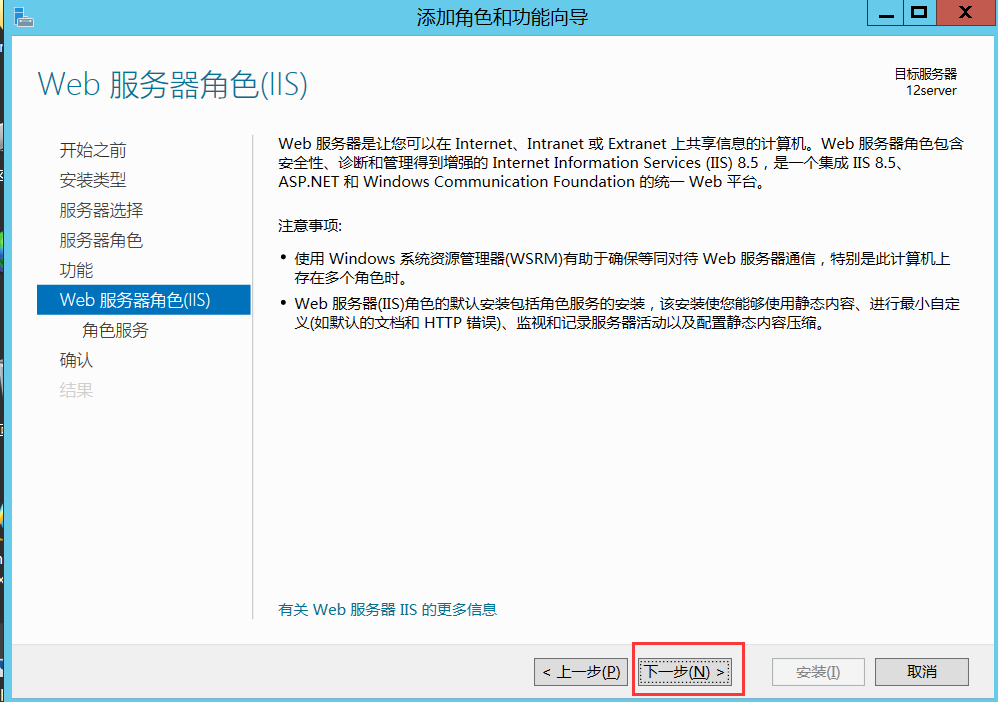 添加角色和功能向导
Web 服务器角色(IIS)
目标服务器
12server
开始之前
安装类型
服务器选择
服务器角色
功能
Web 服务器角色(IIS)
角色服务
确认
结果
Web 服务器是让您可以在 Internet、Intranet 或 Extranet 上共享信息的计算机。Web 服务器角色包含
安全性、诊断和管理得到增强的 Internet Information Services (IIS) 8.5，是一个集成 IIS 8.5、
ASP.NET 和 Windows Communication Foundation 的统一 Web 平台。
注意事项:
• 使用 Windows 系统资源管理器(WSRM)有助于确保等同对待 Web 服务器通信，特别是此计算机上
存在多个角色时。
• Web 服务器(IIS)角色的默认安装包括角色服务的安装，该安装使您能够使用静态内容、进行最小自定
义(如默认的文档和 HTTP 错误)、监视和记录服务器活动以及配置静态内容压缩。
有关 Web 服务器 IIS 的更多信息
< 上一步(P)
下一步(N) >
安装(I)
取消